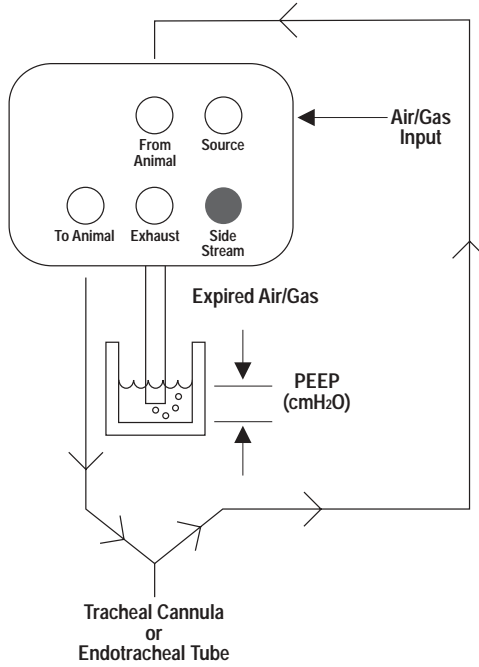 From
Animal
Source
Air/Gas
Input
To Animal
Exhaust
Side
Stream
Expired Air/Gas
PEEP
(cmH₂O)
Tracheal Cannula
or
Endotracheal Tube